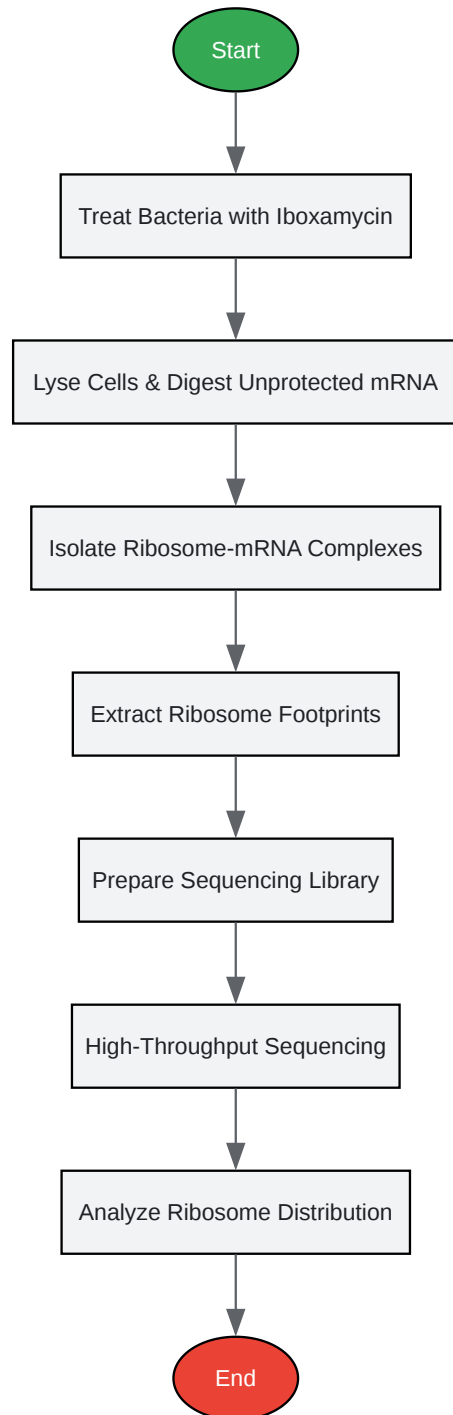 Start
Treat Bacteria with Iboxamycin
Lyse Cells & Digest Unprotected mRNA
Isolate Ribosome-mRNA Complexes
Extract Ribosome Footprints
Prepare Sequencing Library
High-Throughput Sequencing
Analyze Ribosome Distribution
End